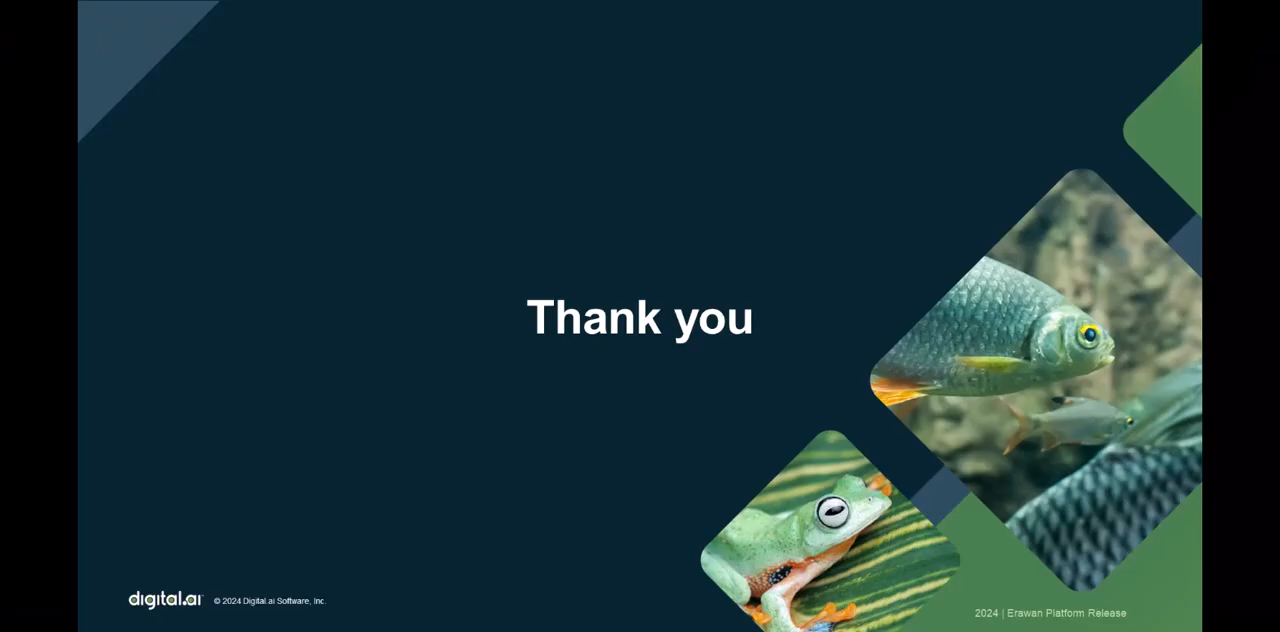 Thank you
digital.ai © 2024 Digital.ai Software, Inc.
2024 | Erawan Platform Release